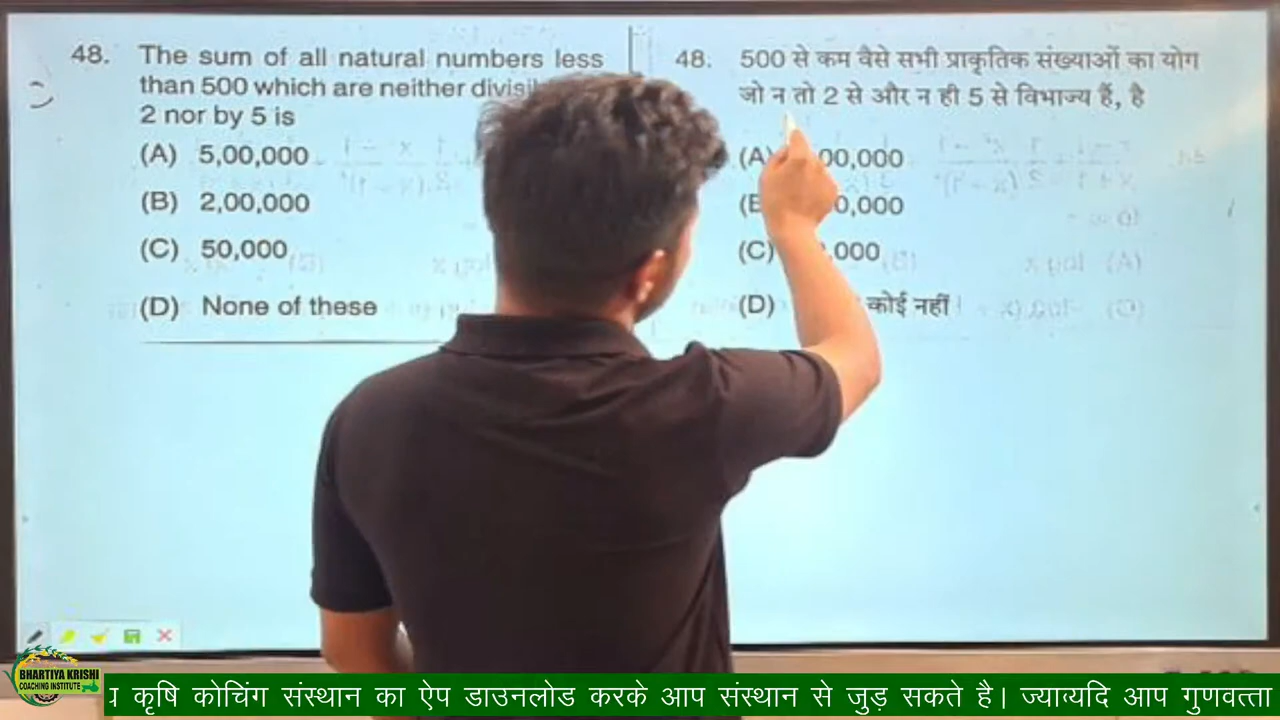 48. The sum of all natural numbers less
than 500 which are neither
2 nor by 5 is
(A) 5,00,000
(B) 2,00,000
(C) 50,000
(D) None of these
48. 500 से कम वैसे सभी प्राकृतिक संख्याओं का योग
जो न तो 2 से और न ही 5 से विभाज्य हैं, है
(A) 00,000
0,000
(C) ,000
(D) कोई नहीं
BHARTIYA KRISHI
COACHING INSTITUTE
कृषि कोचिंग संस्थान का ऐप डाउनलोड करके आप संस्थान से जुड़ सकते है। ज्याव्यदि आप गुणवत्ता